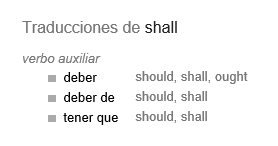 Traducciones de shall
verbo auxiliar
deber should, shall, ought
deber de should, shall
tener que should, shall